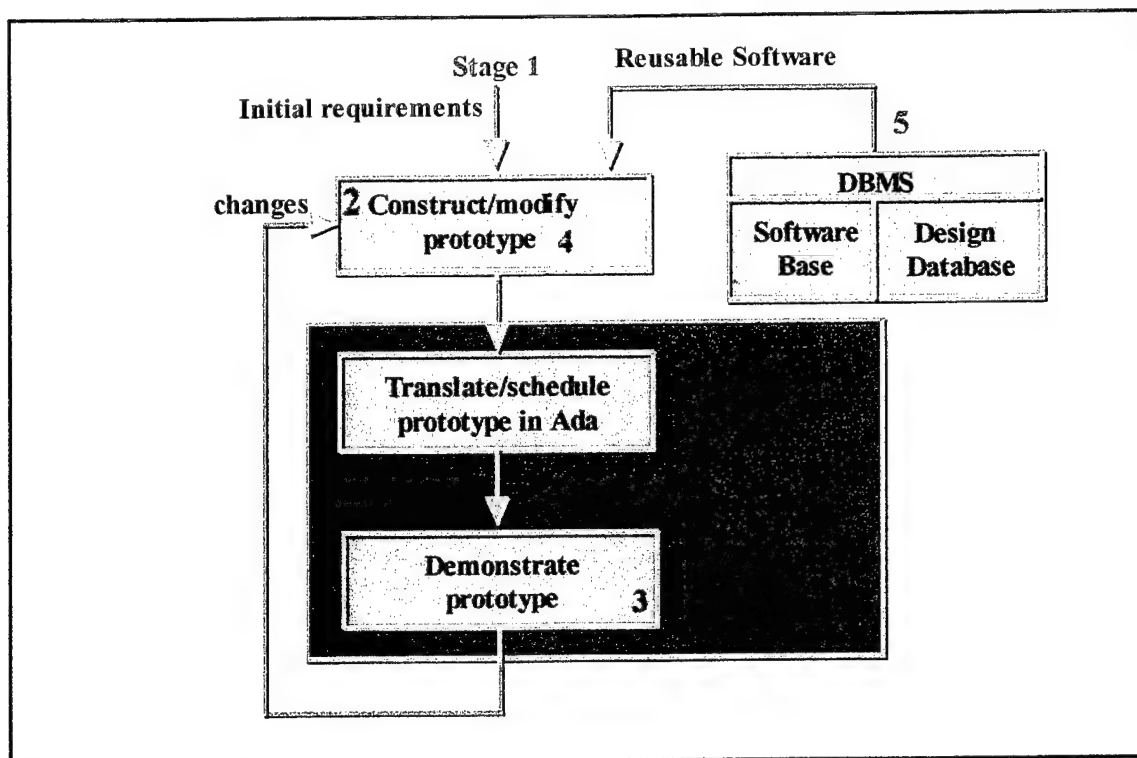 Stage 1
Reusable Software
Initial requirements
5
changes
2 Construct/modify
prototype 4
DBMS
Software
Base
Design
Database
Translate/schedule
prototype in Ada
Demonstrate
prototype 3